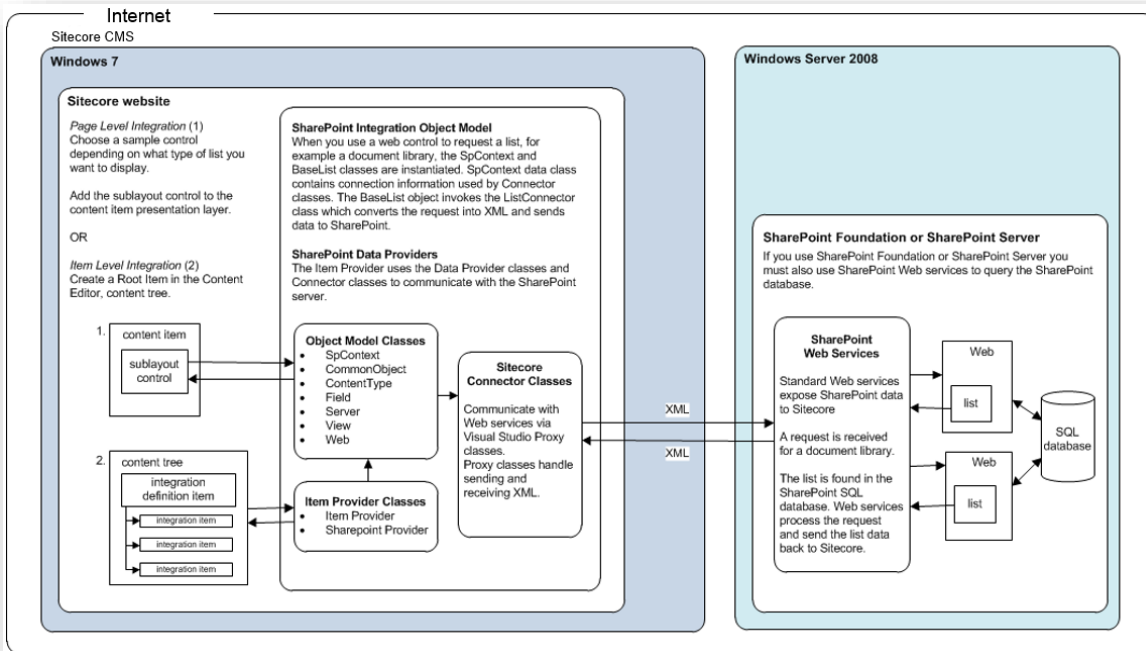 Internet
Sitecore CMS
Windows 7
Sitecore website
Page Level Integration (1)
Choose a sample control
depending on what type of list you
want to display.
Add the sublayout control to the
content item presentation layer.
OR
Item Level Integration (2)
Create a Root Item in the Content
Editor, content tree.
SharePoint Integration Object Model
When you use a web control to request a list, for
example a document library, the SpContext and
BaseList classes are instantiated. SpContext data class
contains connection information used by Connector
classes. The BaseList object invokes the ListConnector
class which converts the request into XML and sends
data to SharePoint.
SharePoint Data Providers
The Item Provider uses the Data Provider classes and
Connector classes to communicate with the SharePoint
server.
1.
content item
sublayout
control
2.
content tree
integration
definition item
integration item
integration item
integration item
Object Model Classes
• SpContext
• CommonObject
• ContentType
• Field
• Server
• View
• Web
Item Provider Classes
• Item Provider
• Sharepoint Provider
Sitecore
Connector Classes
Communicate with
Web services via
Visual Studio Proxy
classes.
Proxy classes handle
sending and
receiving XML.
XML
XML
Windows Server 2008
SharePoint Foundation or SharePoint Server
If you use SharePoint Foundation or SharePoint Server you
must also use SharePoint Web services to query the SharePoint
database.
SharePoint
Web Services
Standard Web services
expose SharePoint data
to Sitecore
A request is received
for a document library.
The list is found in the
SharePoint SQL
database. Web services
process the request
and send the list data
back to Sitecore.
Web
list
Web
list
SQL
database